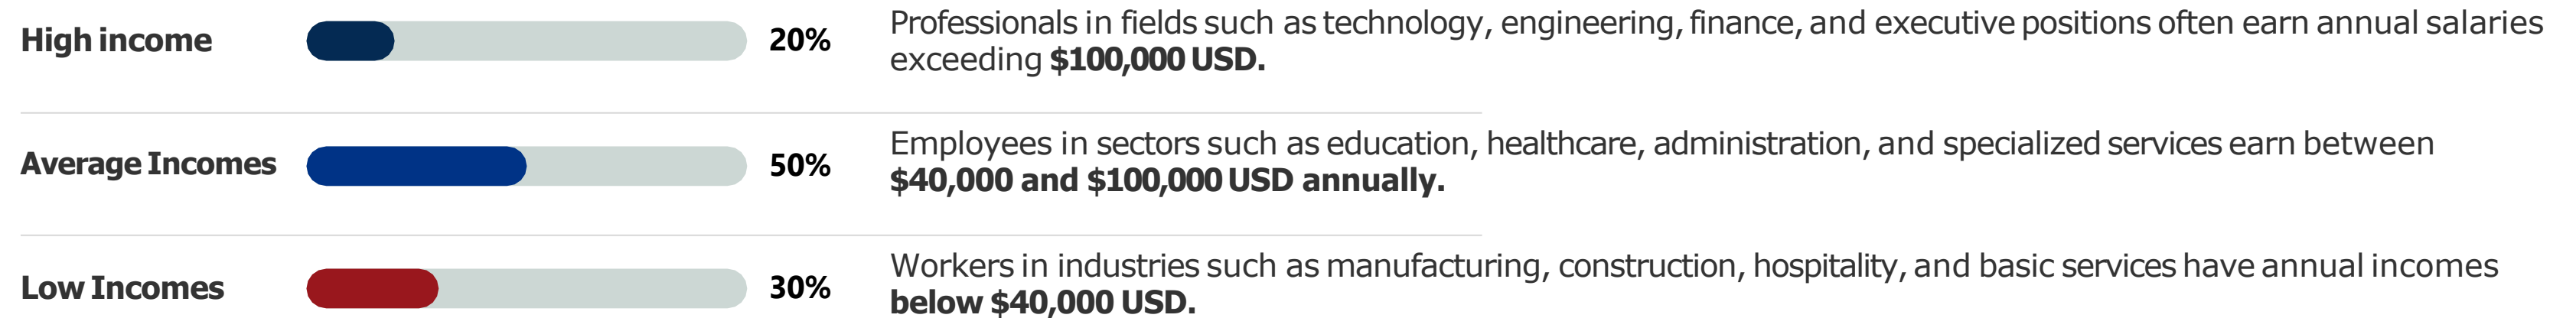 High income
20%
Professionals in fields such as technology, engineering, finance, and executive positions often earn annual salaries
exceeding $100,000 USD.
Average Incomes
50%
Employees in sectors such as education, healthcare, administration, and specialized services earn between
$40,000 and $100,000 USD annually.
Low Incomes
30%
Workers in industries such as manufacturing, construction, hospitality, and basic services have annual incomes
below $40,000 USD.